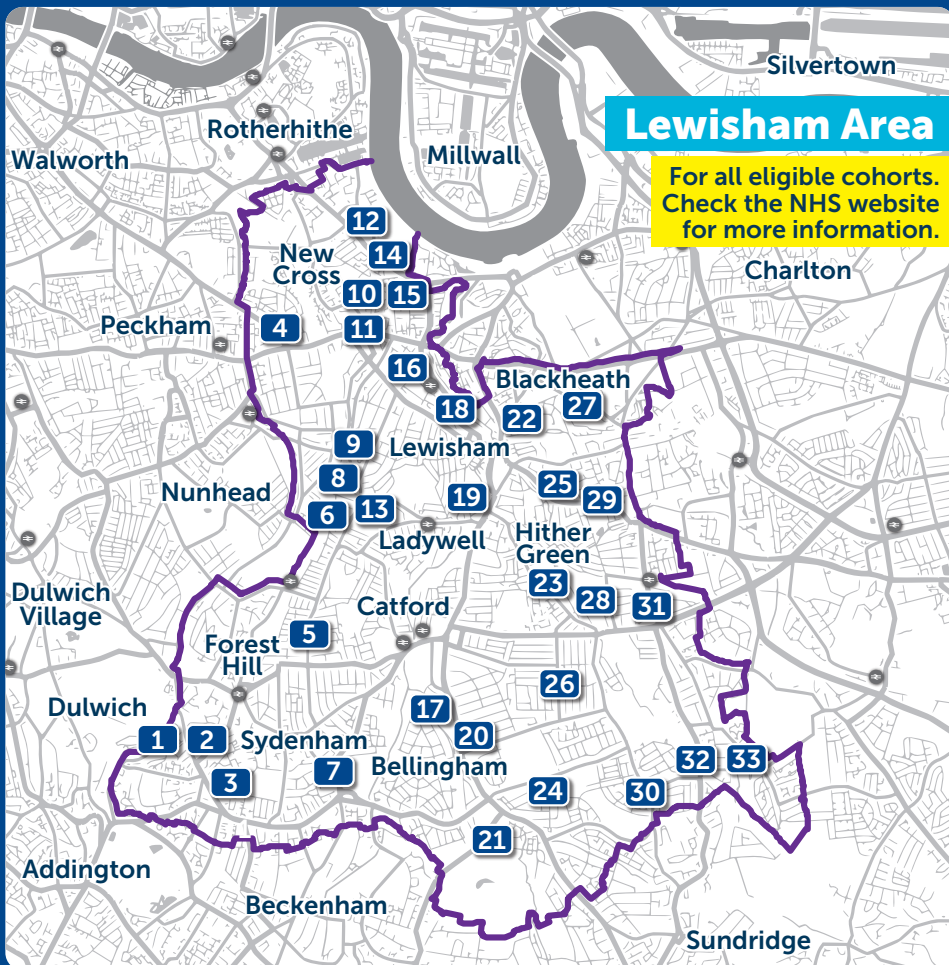 Silvertown
Lewisham Area
Rotherhithe
Walworth
Millwall
For all eligible cohorts.
Check the NHS website
for more information.
12
New
Cross
14
Charlton
10
15
Peckham
4
11
16
Blackheath
18
22
27
9
Lewisham
8
Nunhead
25
19
29
6
13
Ladywell
Hither
Green
Dulwich
Village
23
28
31
Catford
5
Forest
Hill
26
Dulwich
17
1
2
Sydenham
20
Bellingham
32
33
3
7
24
30
21
Addington
Beckenham
Sundridge